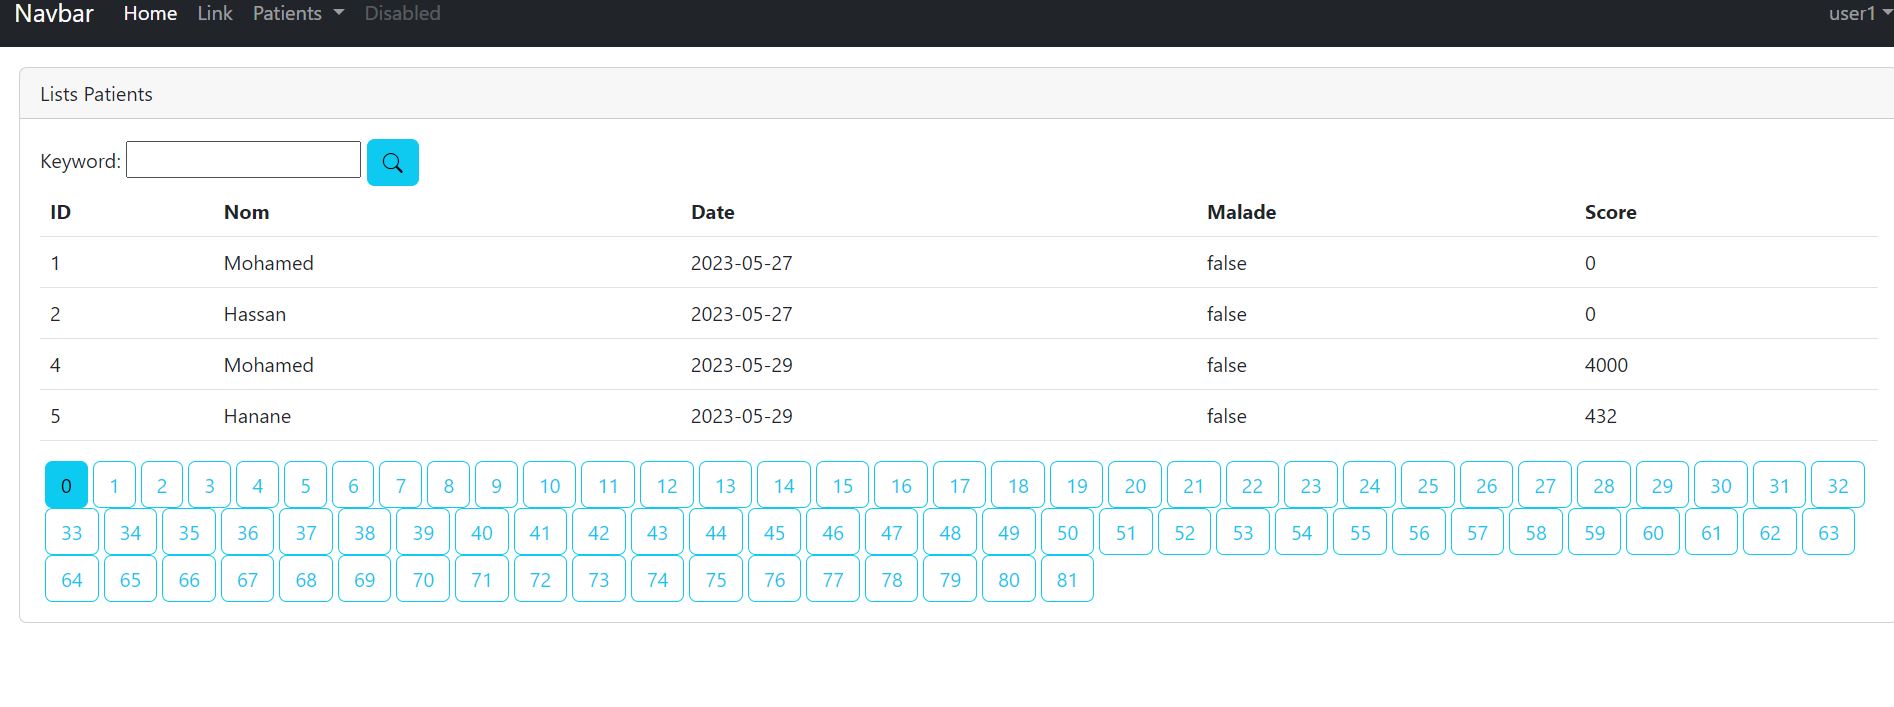 Navbar Home Link Patients Disabled user1
Lists Patients
Keyword:
ID Nom Date Malade Score
1 Mohamed 2023-05-27 false 0
2 Hassan 2023-05-27 false 0
4 Mohamed 2023-05-29 false 4000
5 Hanane 2023-05-29 false 432
0 1 2 3 4 5 6 7 8 9 10 11 12 13 14 15 16 17 18 19 20 21 22 23 24 25 26 27 28 29 30 31 32
33 34 35 36 37 38 39 40 41 42 43 44 45 46 47 48 49 50 51 52 53 54 55 56 57 58 59 60 61 62 63
64 65 66 67 68 69 70 71 72 73 74 75 76 77 78 79 80 81